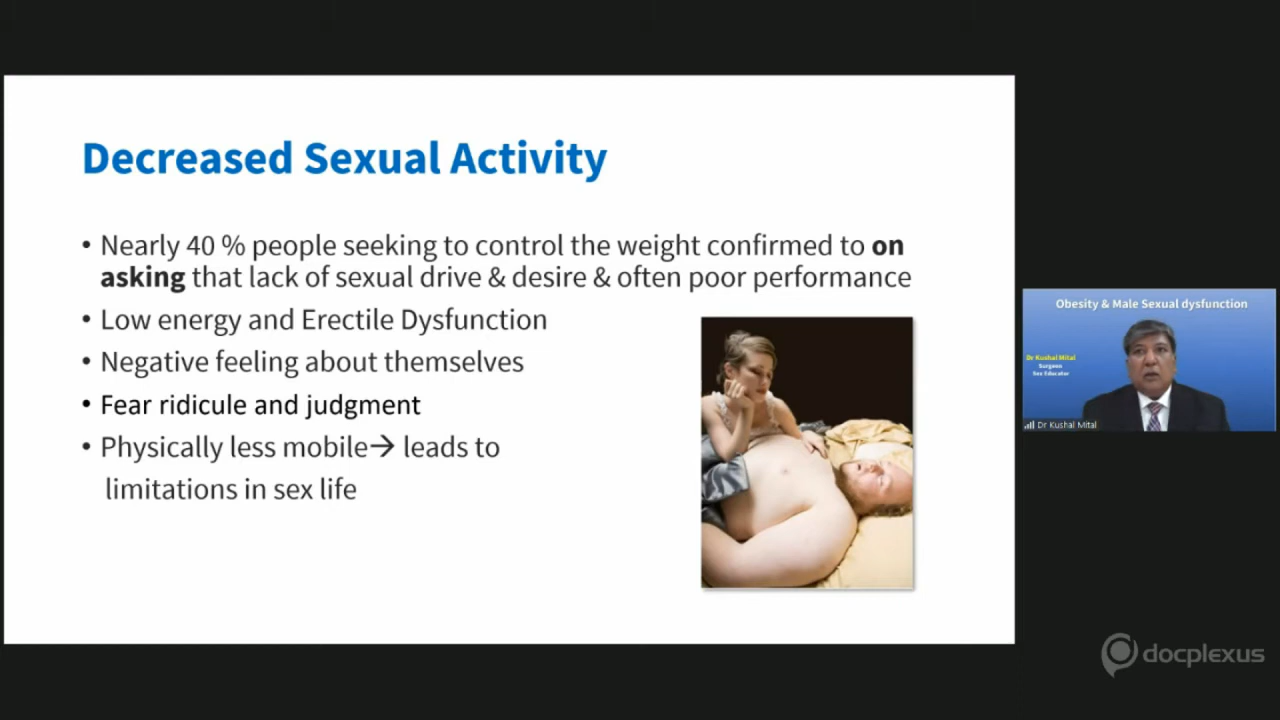 Decreased Sexual Activity
• Nearly 40 % people seeking to control the weight confirmed to on
asking that lack of sexual drive & desire & often poor performance
• Low energy and Erectile Dysfunction
• Negative feeling about themselves
• Fear ridicule and judgment
• Physically less mobile→ leads to
limitations in sex life
Obesity & Male Sexual dysfunction
Dr Kushal Mital
Surgeon
Sex Educator
Dr Kushal Mital
docplexus